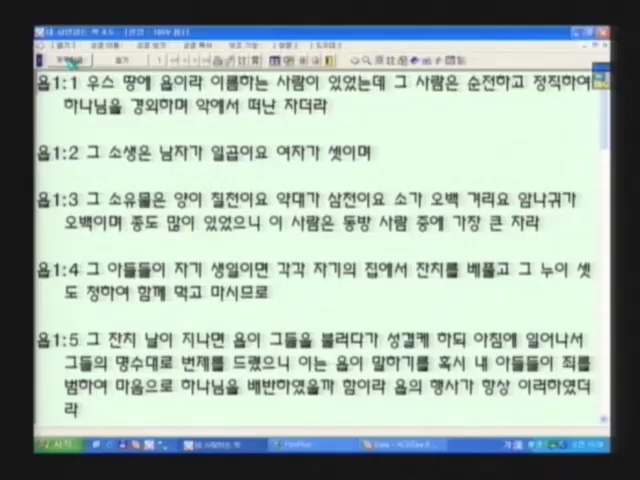 욥1:1 우스 땅에 욥이라 이름하는 사람이 있었는데 그 사람은 순전하고 정직하여
하나님을 경외하며 악에서 떠난 자더라
욥1:2 그 소생은 남자가 일곱이요 여자가 셋이며
욥1:3 그 소유물은 양이 칠천이요 약대가 삼천이요 소가 오백 겨리요 암나귀가
오백이며 종도 많이 있었으니 이 사람은 동방 사람 중에 가장 큰 자라
욥1:4 그 아들들이 자기 생일이면 각각 자기의 집에서 잔치를 베풀고 그 누이 셋
도 청하여 함께 먹고 마시므로
욥1:5 그 잔치 날이 지나면 욥이 그들을 불러다가 성결케 하되 아침에 일어나서
그들의 명수대로 번제를 드렸으니 이는 욥이 말하기를 혹시 내 아들들이 죄를
범하여 마음으로 하나님을 배반하였을까 함이라 욥의 행사가 항상 이러하였더
라
시작